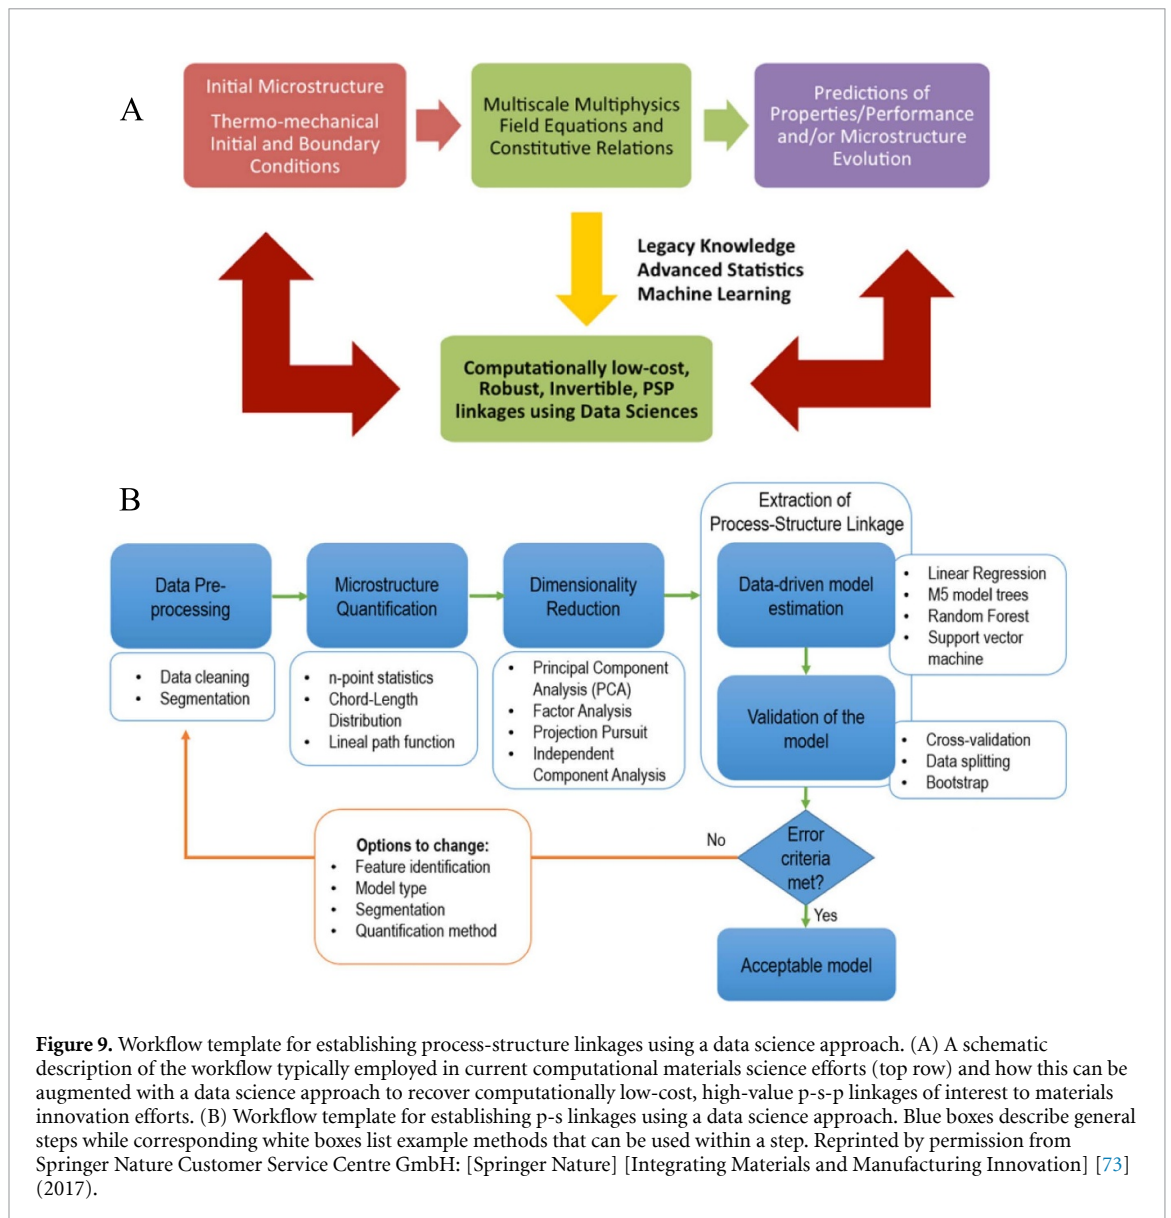 A
Initial Microstructure
Thermo-mechanical
Initial and Boundary
Conditions
Multiscale Multiphysics
Field Equations and
Constitutive Relations
Predictions of
Properties/Performance
and/or Microstructure
Evolution
Legacy Knowledge
Advanced Statistics
Machine Learning
Computationally low-cost,
Robust, Invertible, PSP
linkages using Data Sciences
B
Data Pre-
processing
• Data cleaning
• Segmentation
Microstructure
Quantification
• n-point statistics
• Chord-Length
Distribution
• Lineal path function
Dimensionality
Reduction
• Principal Component
Analysis (PCA)
• Factor Analysis
• Projection Pursuit
• Independent
Component Analysis
Extraction of
Process-Structure Linkage
Data-driven model
estimation
• Linear Regression
• M5 model trees
• Random Forest
• Support vector
machine
Validation of the
model
• Cross-validation
• Data splitting
• Bootstrap
Error
criteria
met?
No
Options to change:
• Feature identification
• Model type
• Segmentation
• Quantification method
Yes
Acceptable model
Figure 9. Workflow template for establishing process-structure linkages using a data science approach. (A) A schematic
description of the workflow typically employed in current computational materials science efforts (top row) and how this can be
augmented with a data science approach to recover computationally low-cost, high-value p-s-p linkages of interest to materials
innovation efforts. (B) Workflow template for establishing p-s linkages using a data science approach. Blue boxes describe general
steps while corresponding white boxes list example methods that can be used within a step. Reprinted by permission from
Springer Nature Customer Service Centre GmbH: [Springer Nature] [Integrating Materials and Manufacturing Innovation] [73]
(2017).